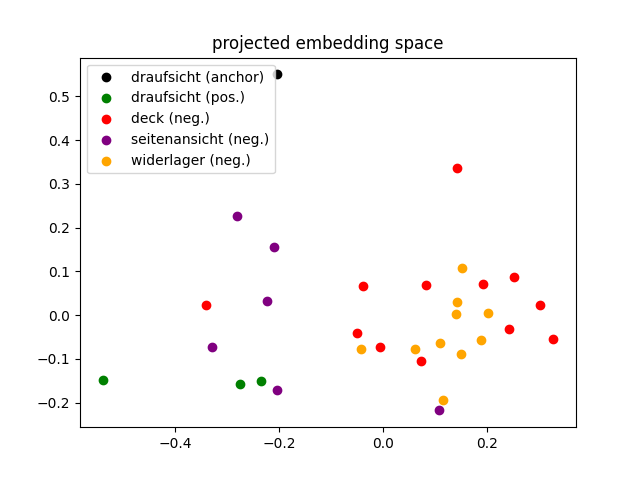 projected embedding space
draufsicht (anchor)
draufsicht (pos.)
deck (neg.)
seitenansicht (neg.)
widerlager (neg.)
0.5
0.4
0.3
0.2
0.1
0.0
−0.1
−0.2
−0.4 −0.2 0.0 0.2